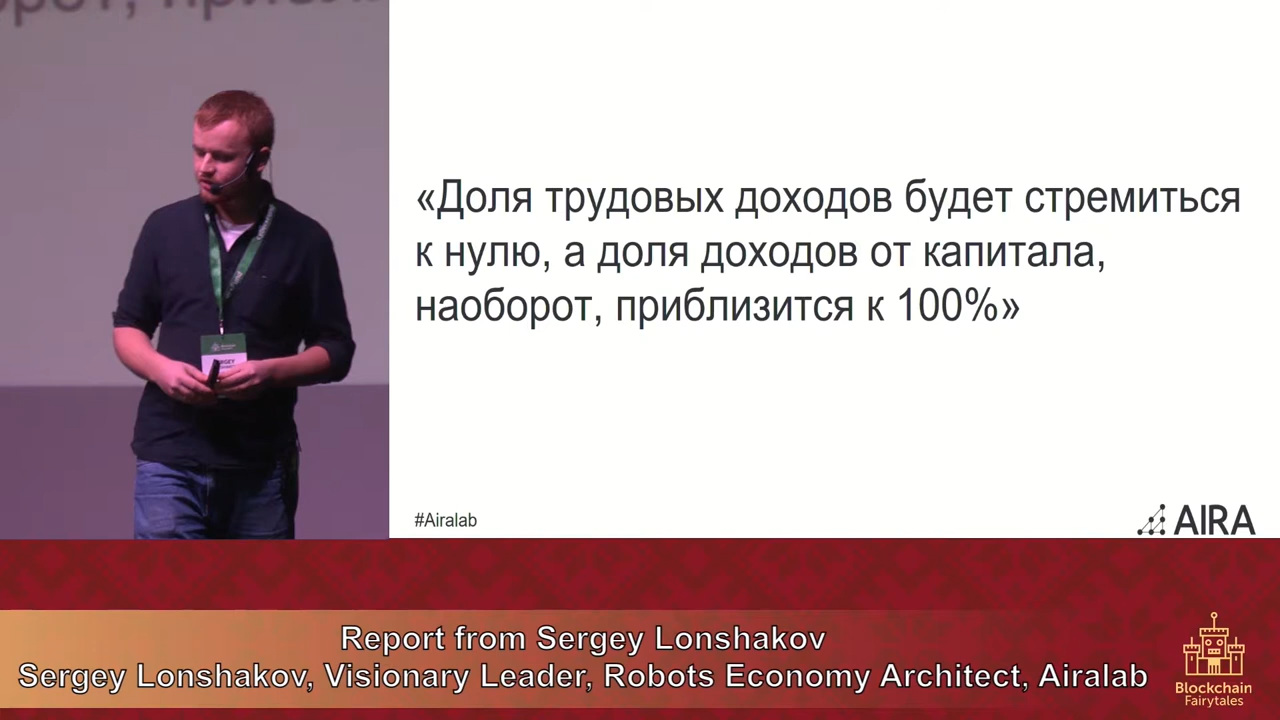 «Доля трудовых доходов будет стремиться
к нулю, а доля доходов от капитала,
наоборот, приблизится к 100%»
#Airalab
AIRA
Report from Sergey Lonshakov
Sergey Lonshakov, Visionary Leader, Robots Economy Architect, Airalab
Blockchain
Fairytales